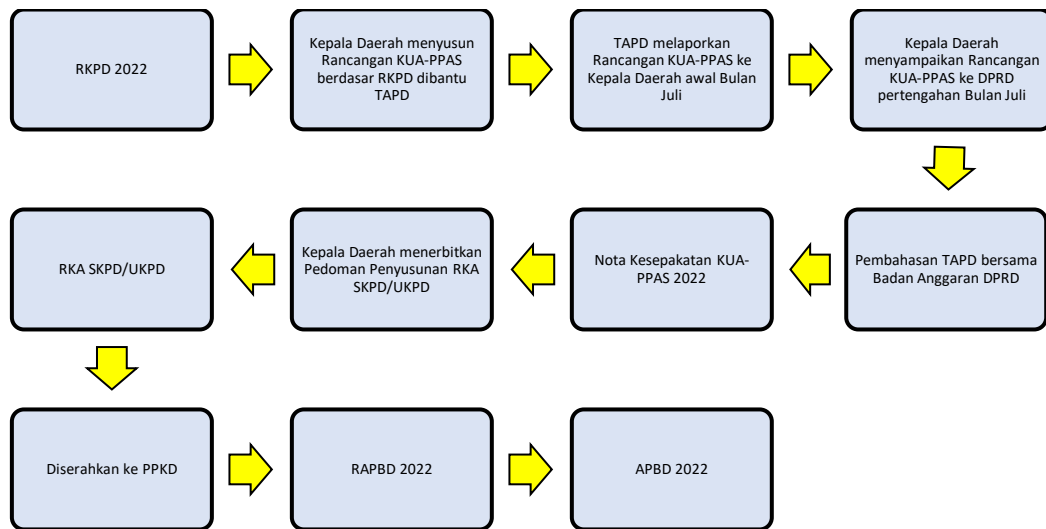 RKPD 2022
Kepala Daerah menyusun
Rancangan KUA-PPAS
berdasar RKPD dibantu
TAPD
TAPD melaporkan
Rancangan KUA-PPAS ke
Kepala Daerah awal Bulan
Juli
Kepala Daerah
menyampaikan Rancangan
KUA-PPAS ke DPRD
pertengahan Bulan Juli
Pembahasan TAPD bersama
Badan Anggaran DPRD
Nota Kesepakatan KUA-
PPAS 2022
Kepala Daerah menerbitkan
Pedoman Penyusunan RKA
SKPD/UKPD
RKA SKPD/UKPD
Diserahkan ke PPKD
RAPBD 2022
APBD 2022